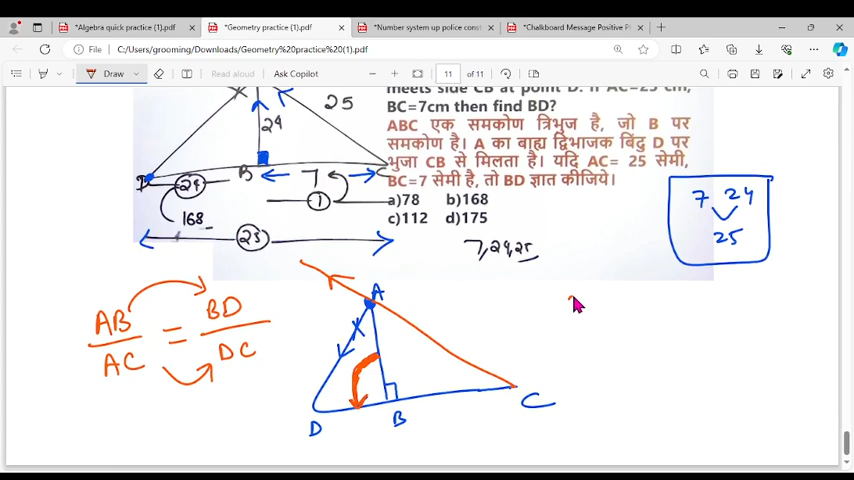 *Algebra quick practice (1).pdf
*Geometry practice (1).pdf
*Number system up police const
*Chalkboard Message Positive P
File
C:/Users/grooming/Downloads/Geometry%20practice%20(1).pdf
Draw
Read aloud
Ask Copilot
11 of 11
meets side CB at point D. If AC=25 cm,
BC=7cm then find BD?
ABC एक समकोण त्रिभुज है, जो B पर
समकोण है। A का बाह्य द्विभाजक बिंदु D पर
भुजा CB से मिलता है। यदि AC= 25 सेमी,
BC=7 सेमी है, तो BD ज्ञात कीजिये।
a)78 b)168
c)112 d)175
25
24
D 24 B 7 C
168
1
25
7,24,25
7 24
25
AB/AC = BD/DC
A
D B C